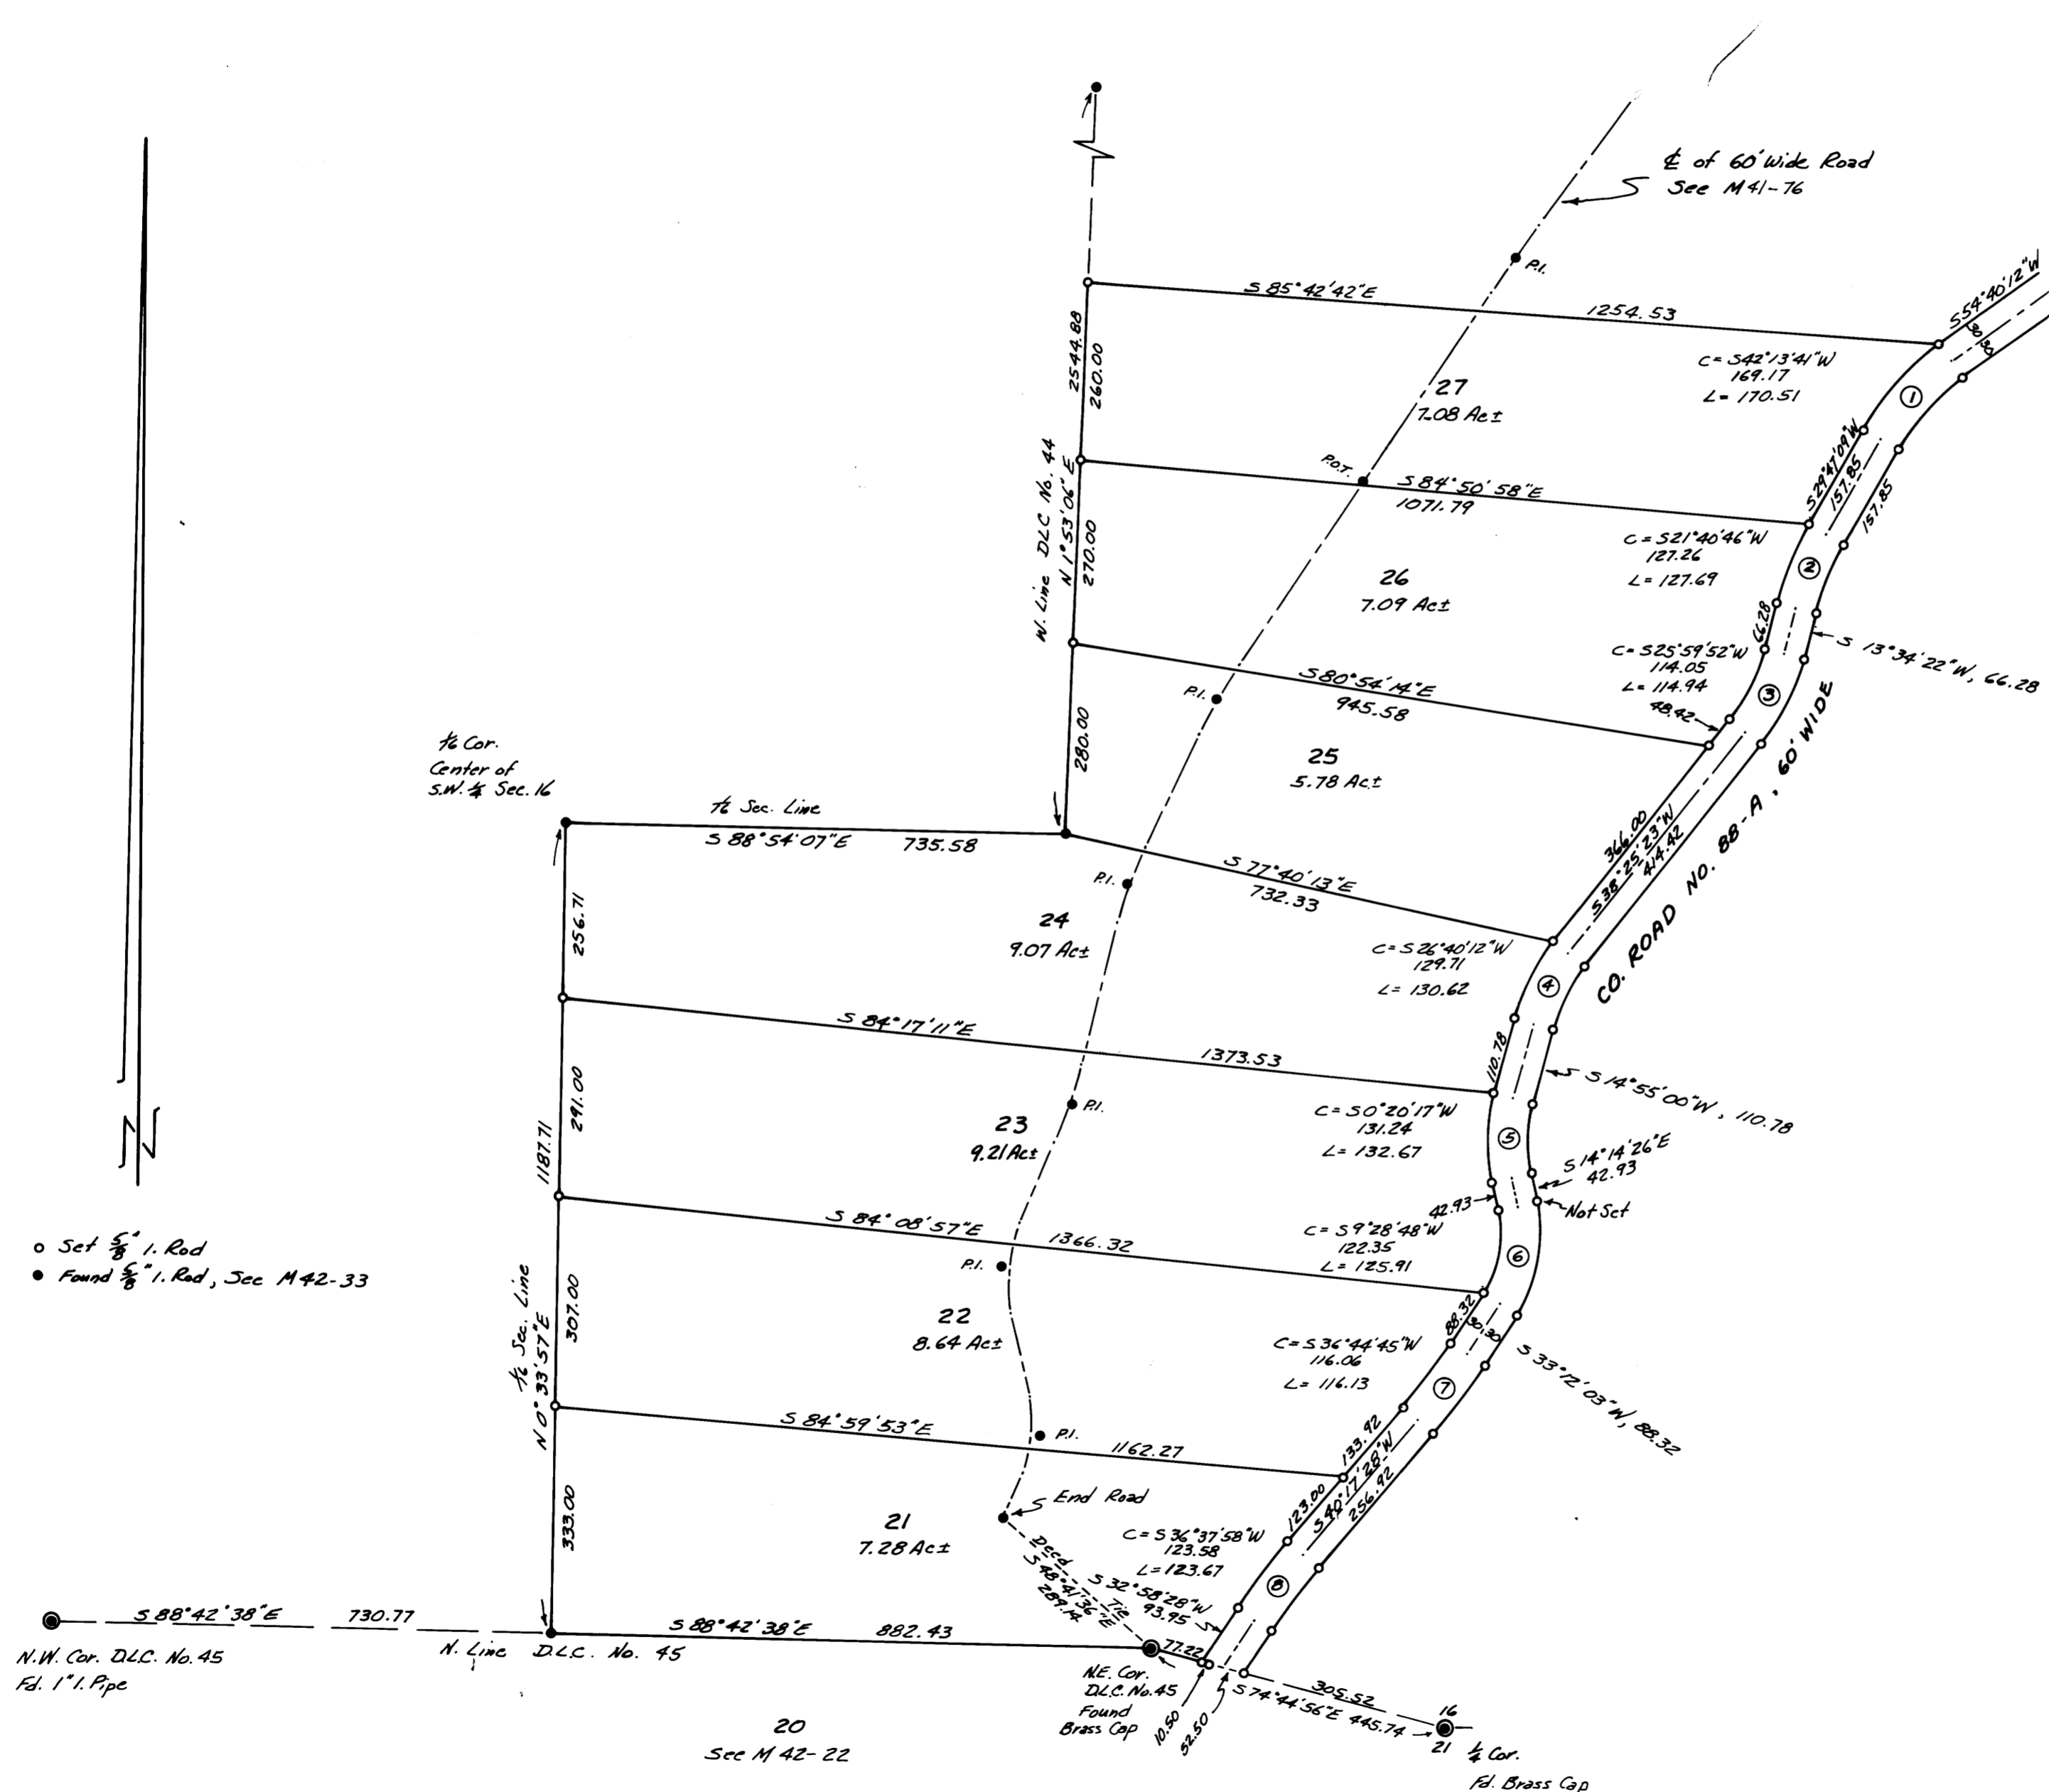 ℄ of 60' wide Road
See M41-76
P.I.
S 54°40'12"W
30 30
S 85°42'42"E
1254.53
C = S42°13'41"W
169.17
L = 170.51
①
2544.88
260.00
27
7.08 Ac±
S29°47'09"W
157.85
157.85
P.O.T.
S 84°50'58"E
1071.79
W. Line DLC No. 44
N 1°53'06" E
270.00
C = S21°40'46"W
127.26
L = 127.69
②
26
7.09 Ac±
66.28
S 13°34'22"W, 66.28
C = S25°59'52"W
114.05
L = 114.94
③
48.42
S80°54'14"E
945.58
P.I.
280.00
25
5.78 Ac±
1/16 Cor.
Center of
S.W. 1/4 Sec. 16
1/16 Sec. Line
S 88°54'07"E 735.58
366.00
S38°25'23"W
414.42
CO. ROAD NO. 88-A, 60' WIDE
S 77°40'13"E
732.33
P.I.
256.71
24
9.07 Ac±
C = S26°40'12"W
129.71
L = 130.62
④
S 84°17'11"E
1373.53
110.78
S 14°55'00"W, 110.78
P.I.
291.00
1187.71
23
9.21 Ac±
C = S0°20'17"W
131.24
L = 132.67
⑤
S 14°14'26"E
42.93
Not Set
42.93
S 84°08'57"E
1366.32
C = S9°28'48"W
122.35
L = 125.91
⑥
○ Set 5/8" I. Rod
● Found 5/8" I. Rod, See M42-33
P.I.
1/16 Sec. Line
N 0°33'57"E
307.00
22
8.64 Ac±
88.32
30.30
S 33°12'03"W, 88.32
C = S36°44'45"W
116.06
L = 116.13
⑦
S 84°59'53"E
1162.27
P.I.
133.92
S40°17'28"W
256.92
123.00
333.00
End Road
21
7.28 Ac±
Deed Tie
S 48°41'36"E
289.14
C = S36°37'58"W
123.58
L = 123.67
S 32°58'28"W
93.95
⑧
S 88°42'38"E 730.77
N.W. Cor. D.L.C. No. 45
Fd. 1" I. Pipe
S 88°42'38"E 882.43
N. Line D.L.C. No. 45
77.22
N.E. Cor.
D.L.C. No. 45
Found
Brass Cap
10.50
52.50
305.52
S 74°44'56"E 445.74
16
21
1/4 Cor.
Fd. Brass Cap
20
See M 42-22